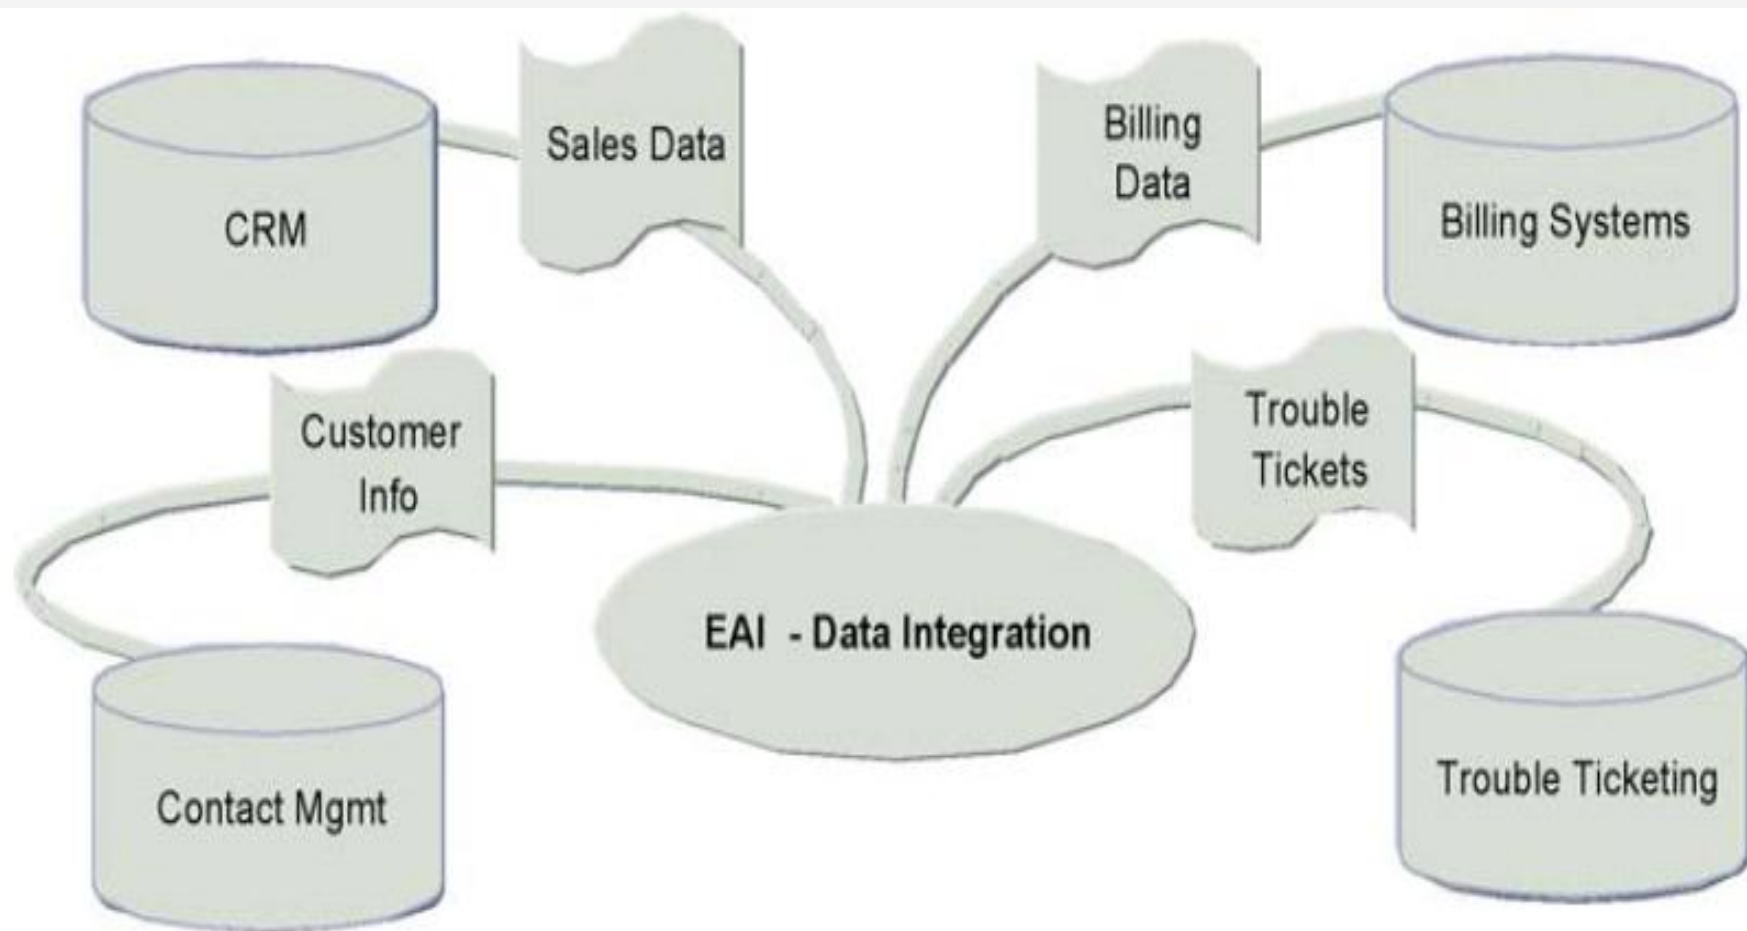 Sales Data
Billing
Data
CRM
Billing Systems
Customer
Info
Trouble
Tickets
EAI - Data Integration
Contact Mgmt
Trouble Ticketing